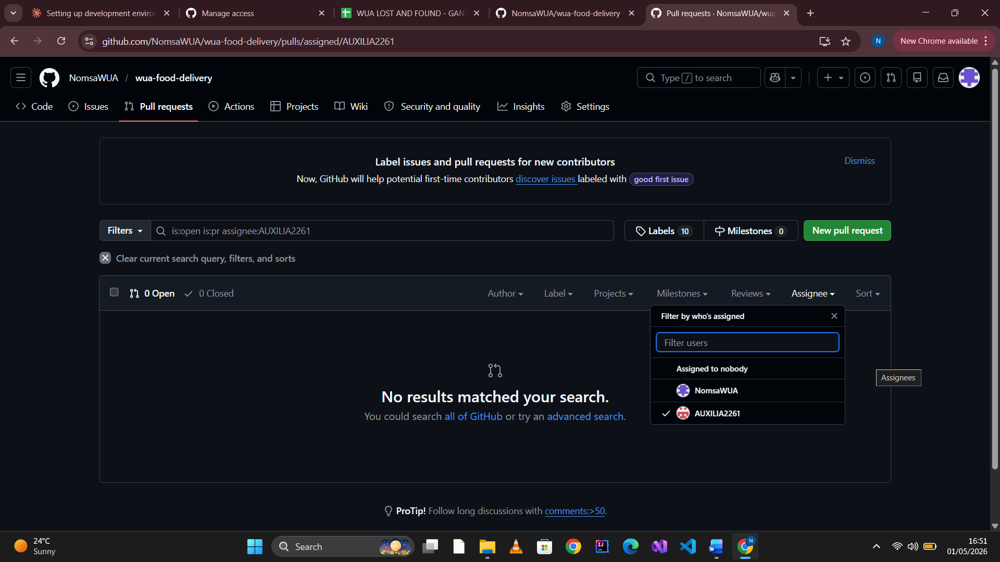 Setting up development enviro
Manage access
WUA LOST AND FOUND - GAN
NomsaWUA/wua-food-delivery
Pull requests · NomsaWUA/wua
github.com/NomsaWUA/wua-food-delivery/pulls/assigned/AUXILIA2261
N
New Chrome available
NomsaWUA / wua-food-delivery
Type / to search
Code
Issues
Pull requests
Actions
Projects
Wiki
Security and quality
Insights
Settings
Label issues and pull requests for new contributors
Dismiss
Now, GitHub will help potential first-time contributors discover issues labeled with good first issue
Filters
is:open is:pr assignee:AUXILIA2261
Labels 10
Milestones 0
New pull request
Clear current search query, filters, and sorts
0 Open
0 Closed
Author
Label
Projects
Milestones
Reviews
Assignee
Sort
Filter by who's assigned
Filter users
Assigned to nobody
NomsaWUA
AUXILIA2261
Assignees
No results matched your search.
You could search all of GitHub or try an advanced search.
ProTip! Follow long discussions with comments:>50.
24°C
Sunny
Search
16:51
01/05/2026